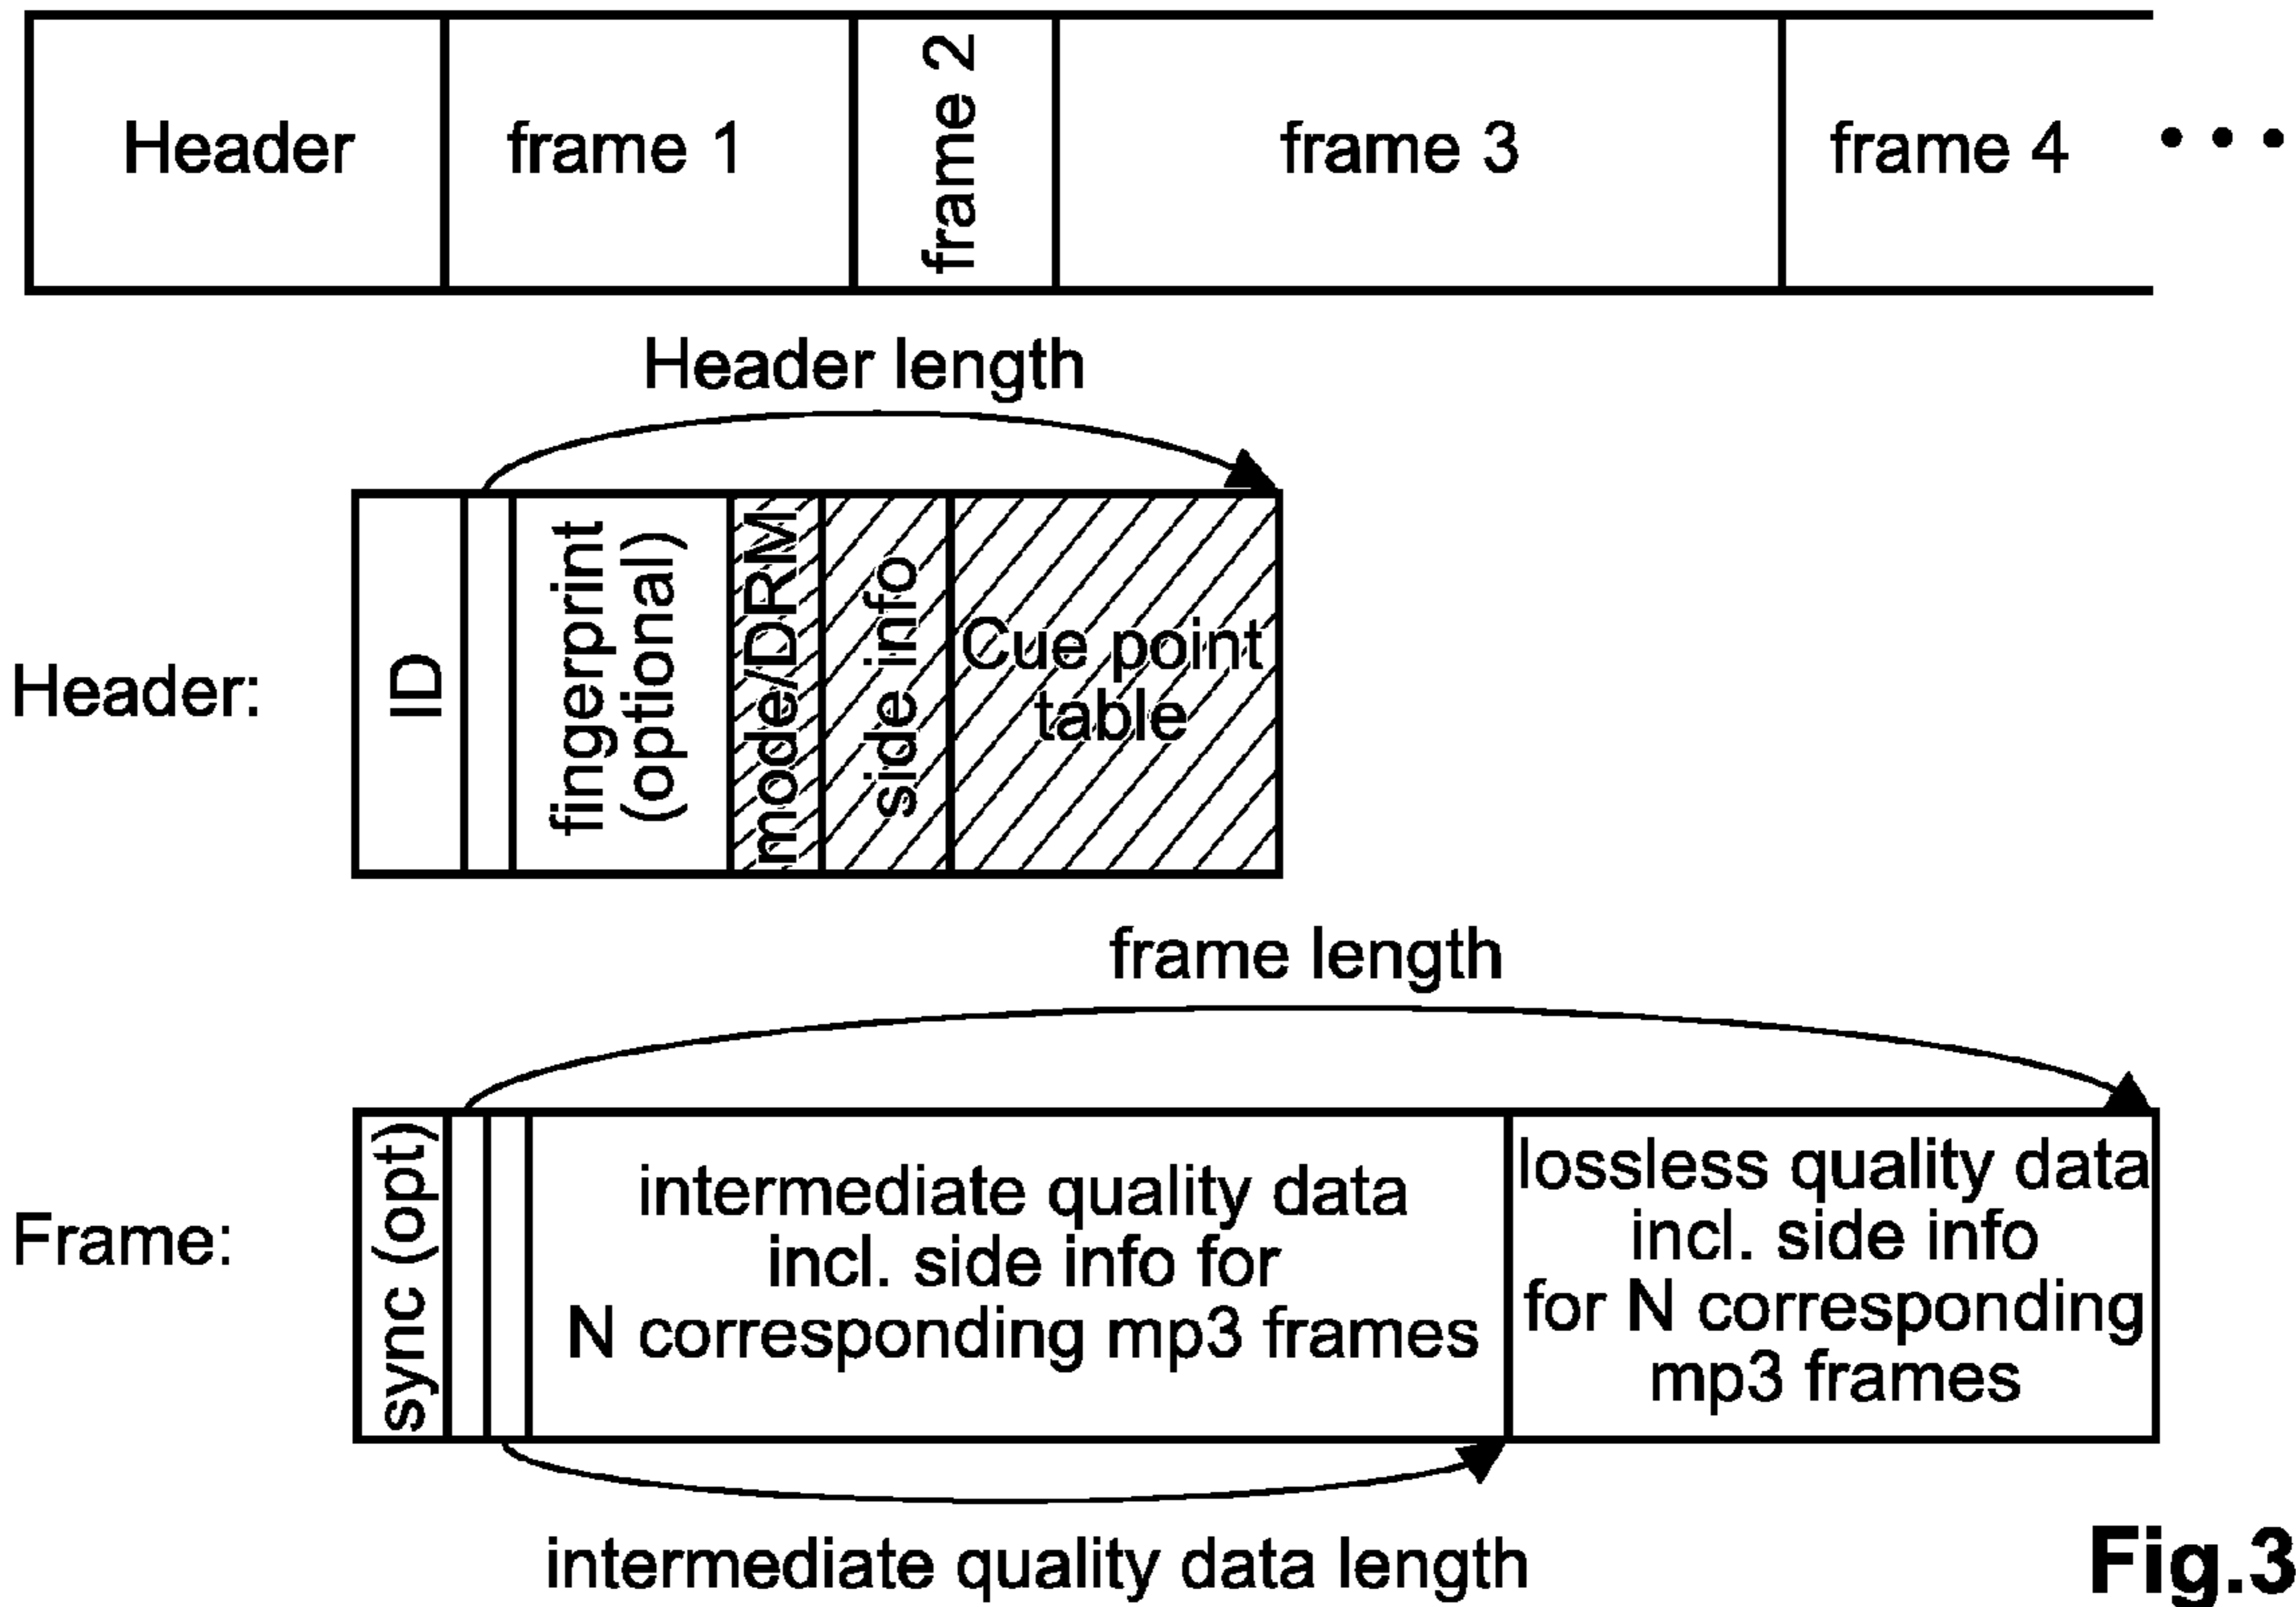 Header
frame 1
frame 2
frame 3
frame 4
• • •
Header length
Header:
ID
fingerprint
(optional)
mode/DRM
side info
Cue point
table
frame length
Frame:
sync (opt)
intermediate quality data
incl. side info for
N corresponding mp3 frames
lossless quality data
incl. side info
for N corresponding
mp3 frames
intermediate quality data length
Fig.3